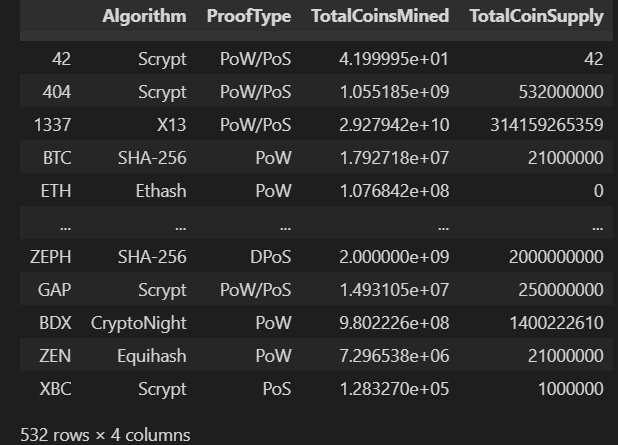 Algorithm ProofType TotalCoinsMined TotalCoinSupply
42 Scrypt PoW/PoS 4.199995e+01 42
404 Scrypt PoW/PoS 1.055185e+09 532000000
1337 X13 PoW/PoS 2.927942e+10 314159265359
BTC SHA-256 PoW 1.792718e+07 21000000
ETH Ethash PoW 1.076842e+08 0
... ... ... ... ...
ZEPH SHA-256 DPoS 2.000000e+09 2000000000
GAP Scrypt PoW/PoS 1.493105e+07 250000000
BDX CryptoNight PoW 9.802226e+08 1400222610
ZEN Equihash PoW 7.296538e+06 21000000
XBC Scrypt PoS 1.283270e+05 1000000
532 rows × 4 columns